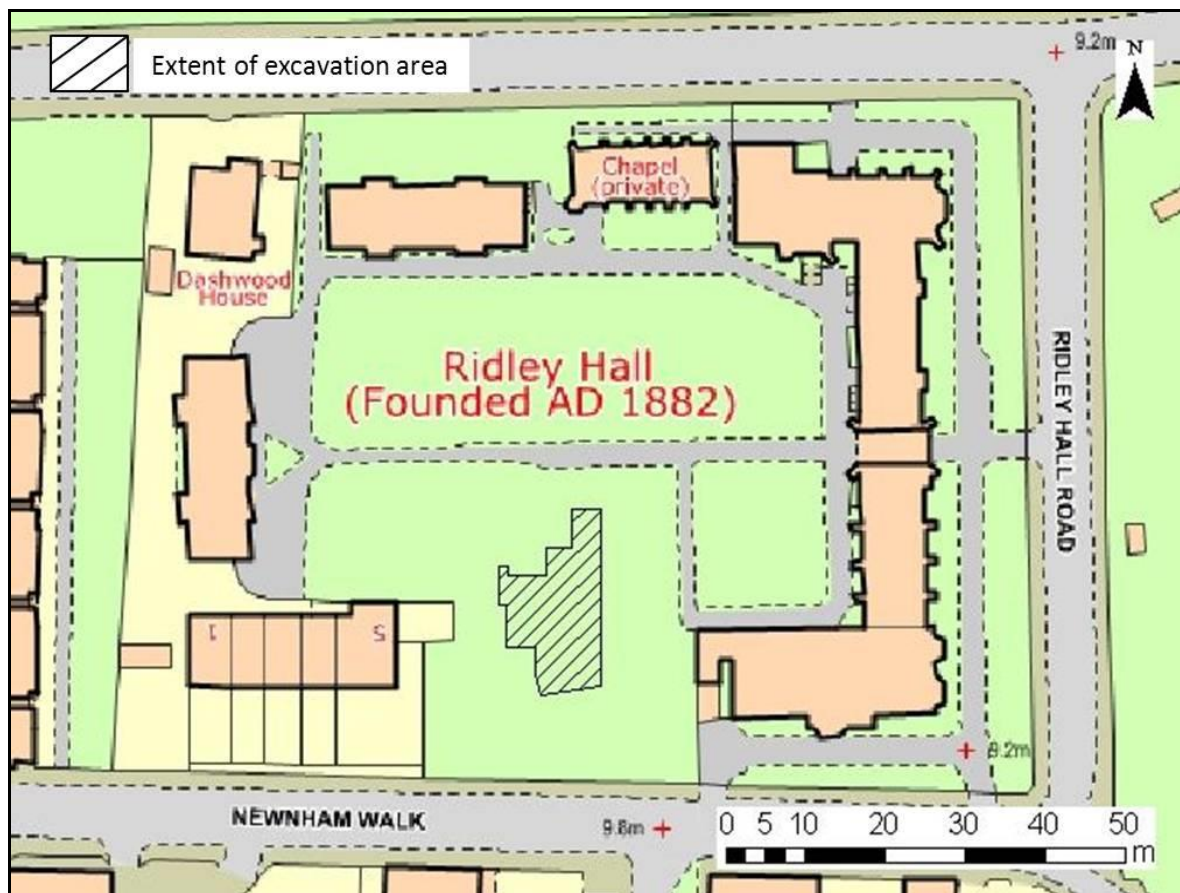 Extent of excavation area
9.2m
N
Chapel
(private)
Dashwood
House
Ridley Hall
(Founded AD 1882)
RIDLEY HALL ROAD
1
5
9.2m
NEWNHAM WALK
9.8m
0 5 10 20 30 40 50
m